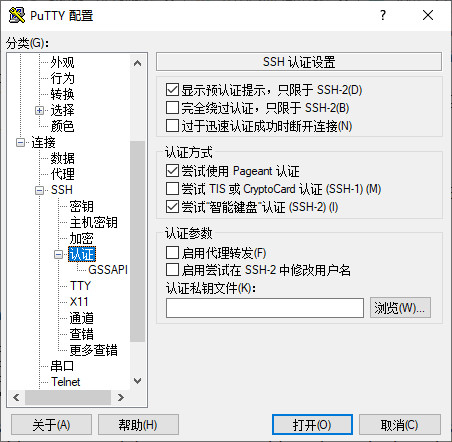 PuTTY 配置
?
×
分类(G):
外观
行为
转换
选择
颜色
连接
数据
代理
SSH
密钥
主机密钥
加密
认证
GSSAPI
TTY
X11
通道
查错
更多查错
串口
Telnet
SSH 认证设置
显示预认证提示，只限于 SSH-2(D)
完全绕过认证，只限于 SSH-2(B)
过于迅速认证成功时断开连接(N)
认证方式
尝试使用 Pageant 认证
尝试 TIS 或 CryptoCard 认证 (SSH-1) (M)
尝试"智能键盘"认证 (SSH-2) (I)
认证参数
启用代理转发(F)
启用尝试在 SSH-2 中修改用户名
认证私钥文件(K):
浏览(W)...
关于(A)
帮助(H)
打开(O)
取消(C)